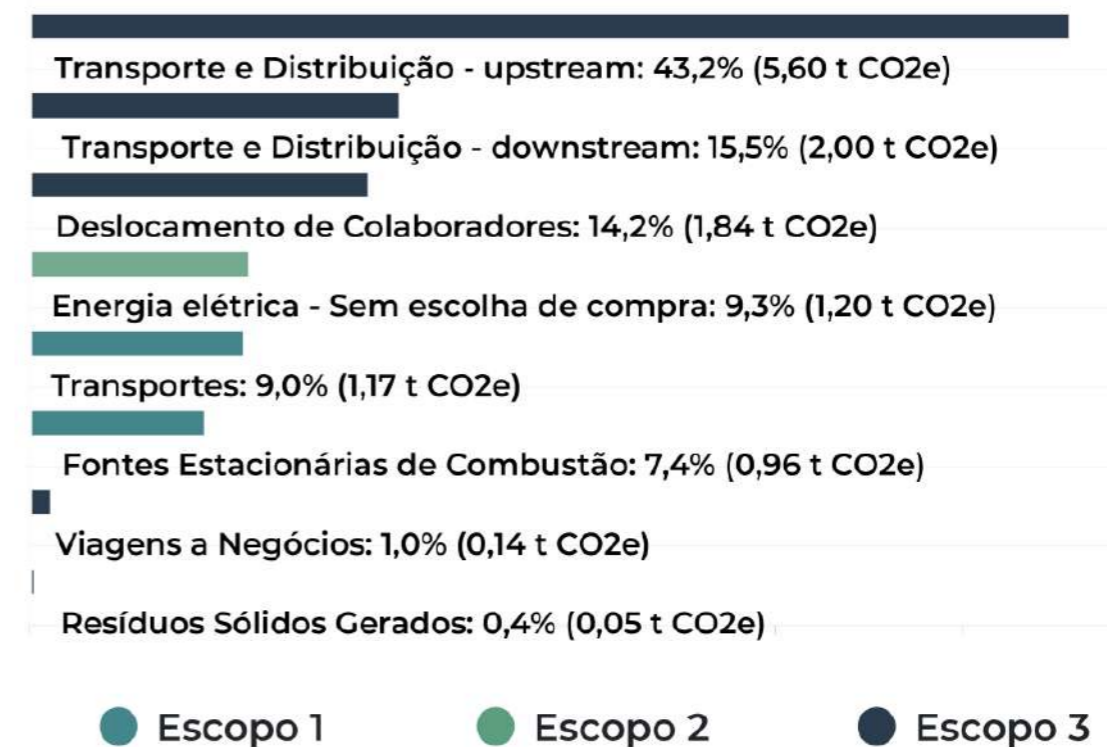 Transporte e Distribuição - upstream: 43,2% (5,60 t CO2e)
Transporte e Distribuição - downstream: 15,5% (2,00 t CO2e)
Deslocamento de Colaboradores: 14,2% (1,84 t CO2e)
Energia elétrica - Sem escolha de compra: 9,3% (1,20 t CO2e)
Transportes: 9,0% (1,17 t CO2e)
Fontes Estacionárias de Combustão: 7,4% (0,96 t CO2e)
Viagens a Negócios: 1,0% (0,14 t CO2e)
Resíduos Sólidos Gerados: 0,4% (0,05 t CO2e)
Escopo 1 Escopo 2 Escopo 3